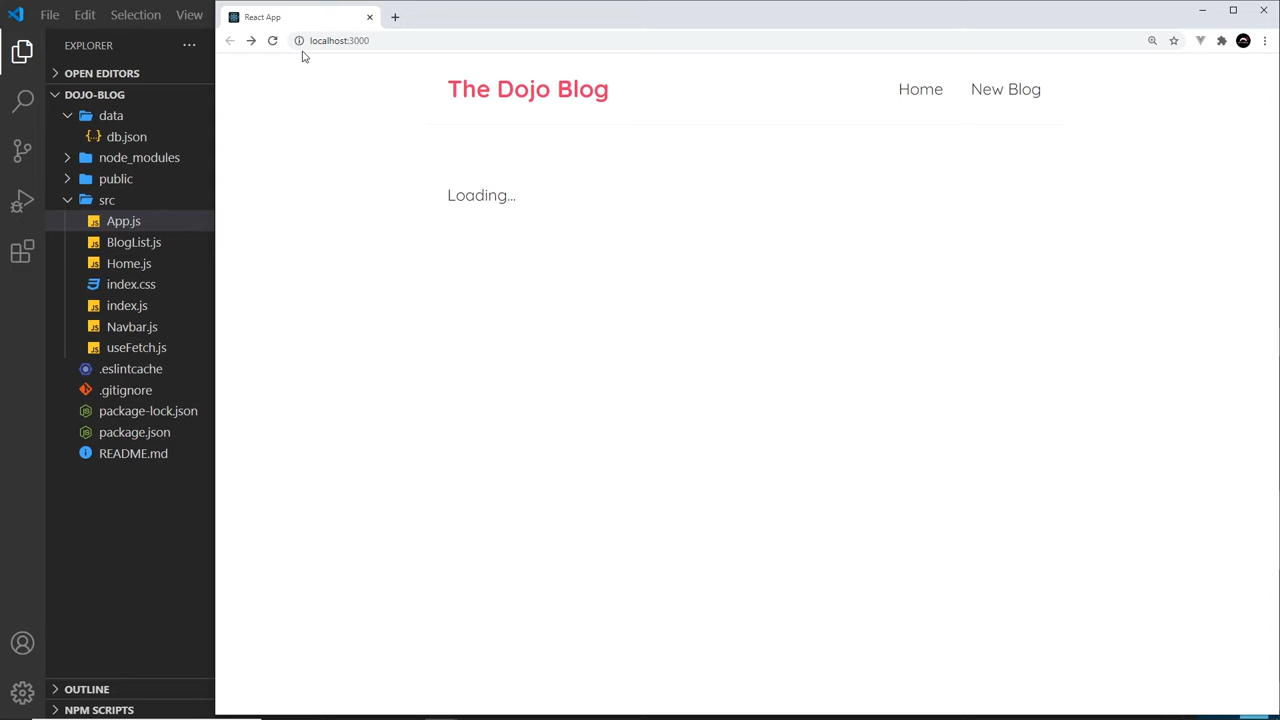 File Edit Selection View
React App
localhost:3000
EXPLORER
OPEN EDITORS
DOJO-BLOG
data
db.json
node_modules
public
src
App.js
BlogList.js
Home.js
index.css
index.js
Navbar.js
useFetch.js
.eslintcache
.gitignore
package-lock.json
package.json
README.md
OUTLINE
NPM SCRIPTS
The Dojo Blog
Home
New Blog
Loading...